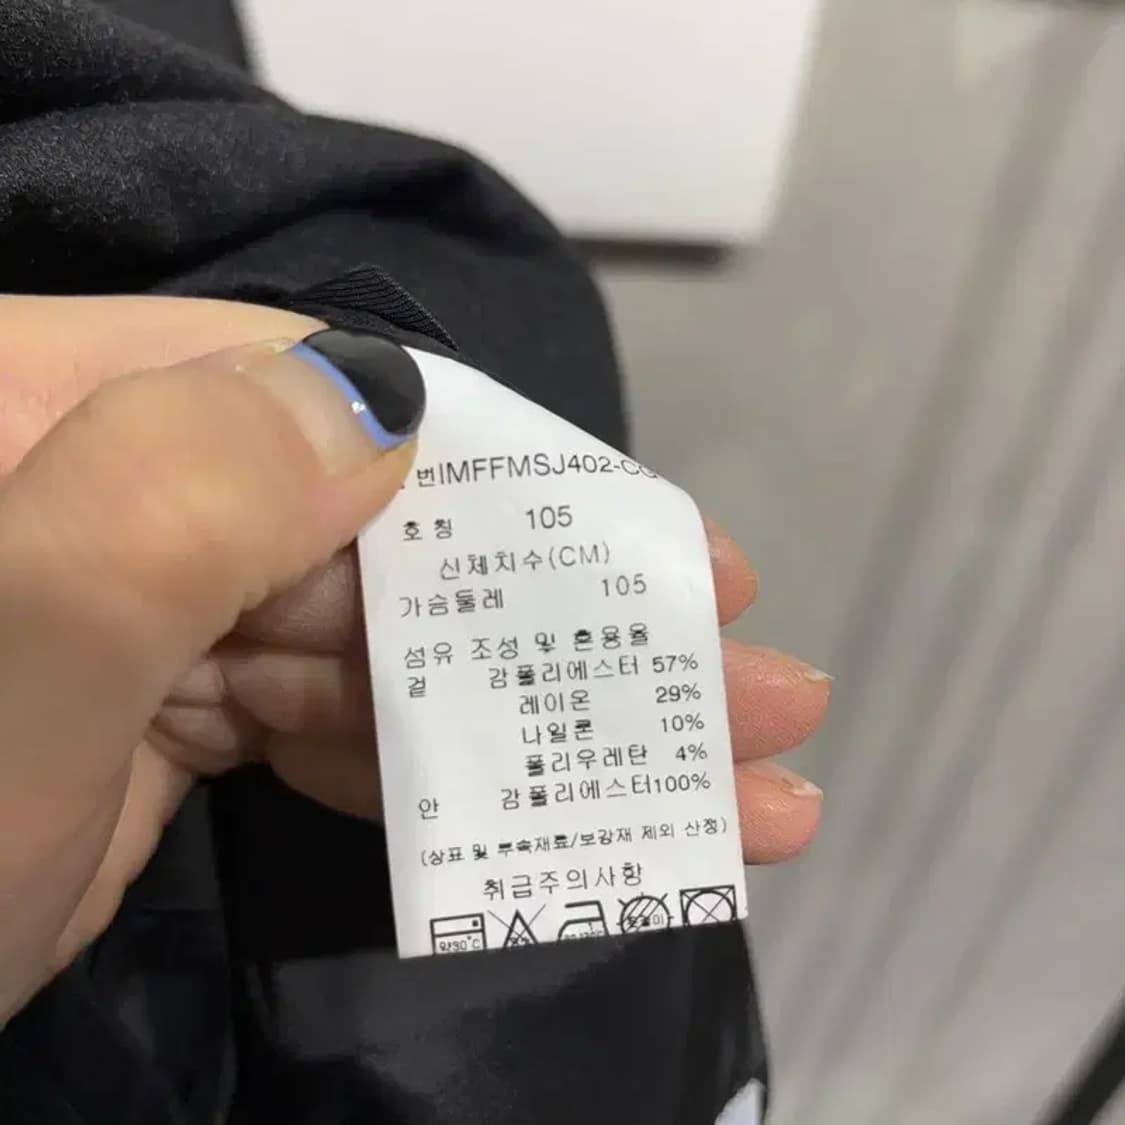 번IMFFMSJ402-CG
호칭 105
신체치수(CM)
가슴둘레 105
섬유 조성 및 혼용율
겉 감폴리에스터 57%
레이온 29%
나일론 10%
폴리우레탄 4%
안 감폴리에스터100%
(상표 및 부속재료/보강재 제외 산정)
취급주의사항